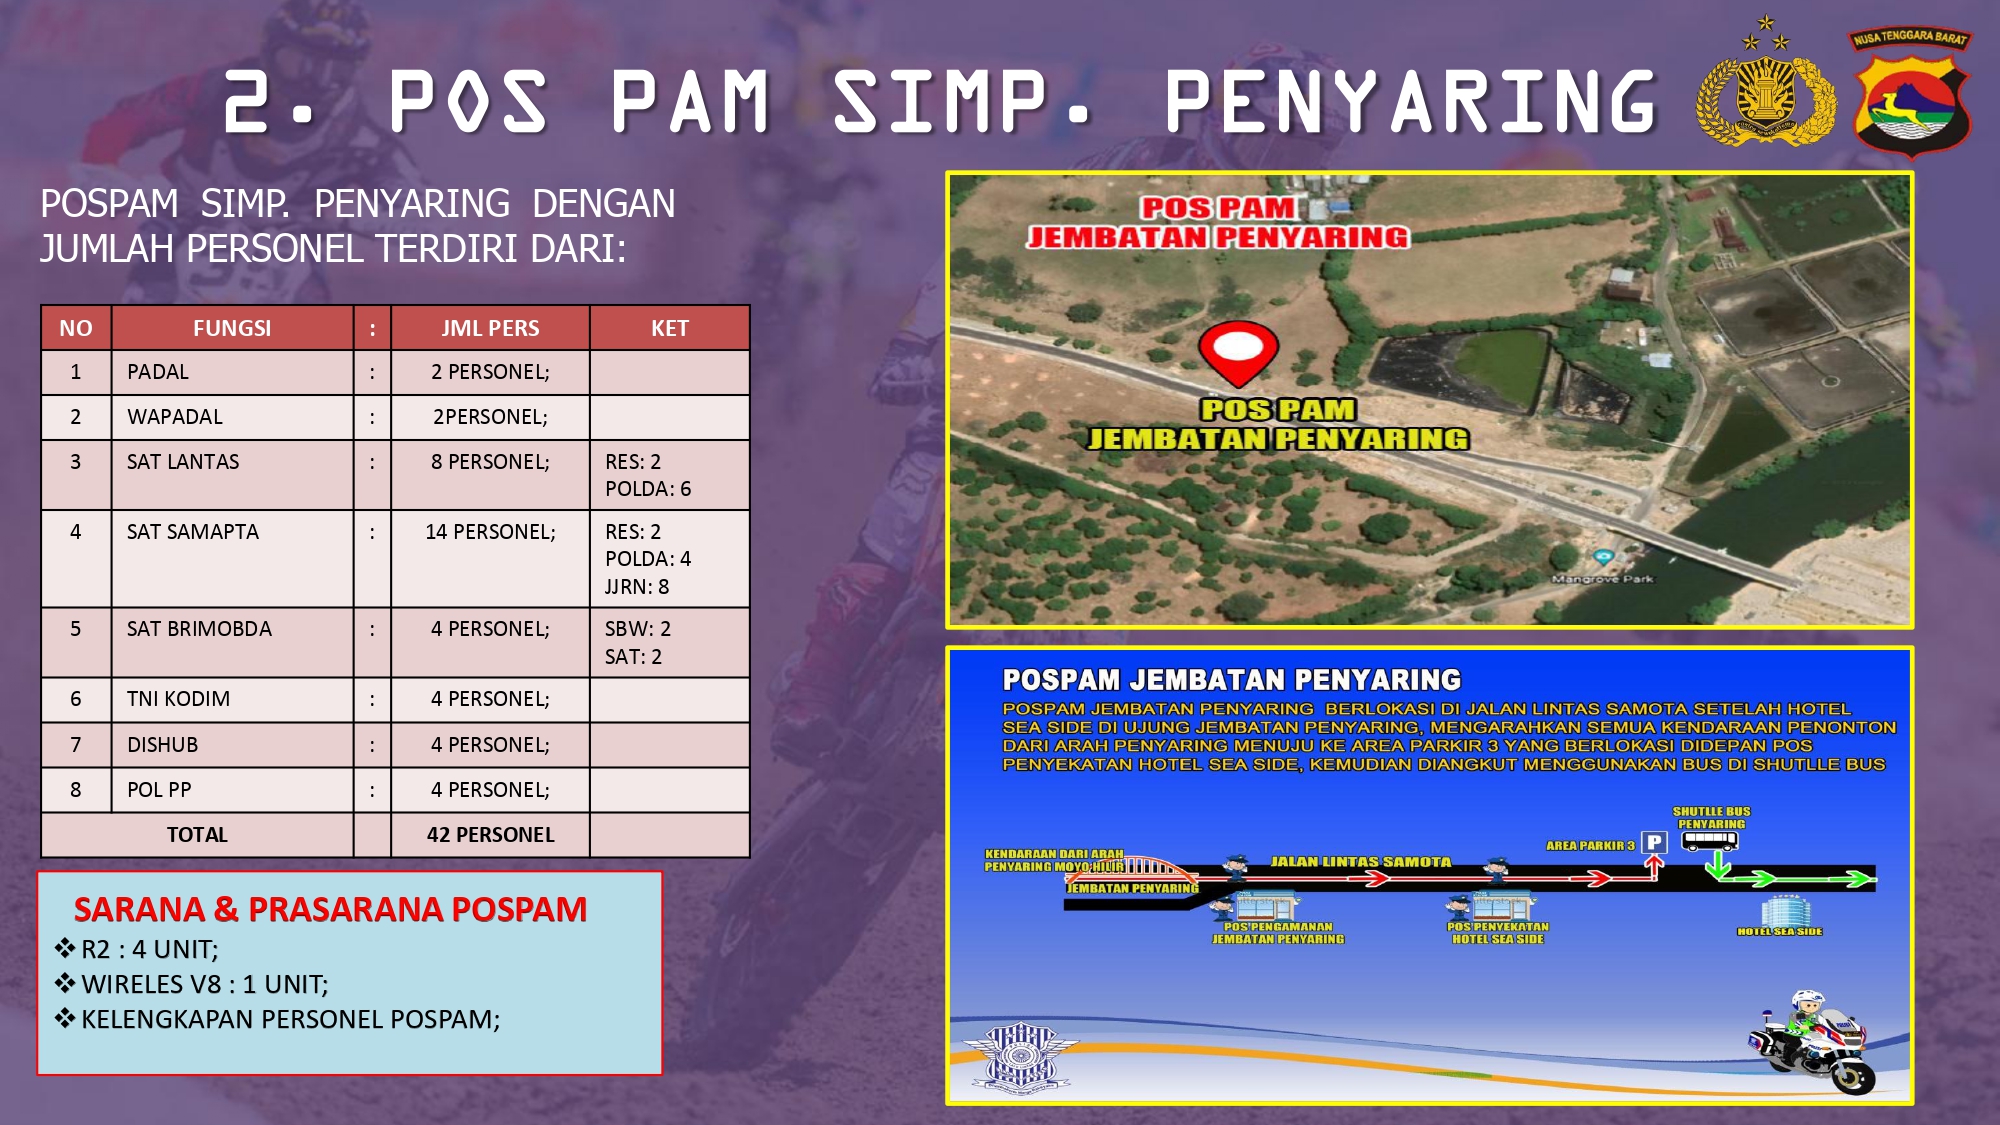 2. POS PAM SIMP. PENYARING
NUSA TENGGARA BARAT
POSPAM SIMP. PENYARING DENGAN
JUMLAH PERSONEL TERDIRI DARI:
NO FUNGSI : JML PERS KET
1 PADAL : 2 PERSONEL;
2 WAPADAL : 2PERSONEL;
3 SAT LANTAS : 8 PERSONEL; RES: 2
POLDA: 6
4 SAT SAMAPTA : 14 PERSONEL; RES: 2
POLDA: 4
JJRN: 8
5 SAT BRIMOBDA : 4 PERSONEL; SBW: 2
SAT: 2
6 TNI KODIM : 4 PERSONEL;
7 DISHUB : 4 PERSONEL;
8 POL PP : 4 PERSONEL;
TOTAL 42 PERSONEL
SARANA & PRASARANA POSPAM
❖ R2 : 4 UNIT;
❖ WIRELES V8 : 1 UNIT;
❖ KELENGKAPAN PERSONEL POSPAM;
POS PAM
JEMBATAN PENYARING
POS PAM
JEMBATAN PENYARING
Mangrove Park
POSPAM JEMBATAN PENYARING
POSPAM JEMBATAN PENYARING BERLOKASI DI JALAN LINTAS SAMOTA SETELAH HOTEL
SEA SIDE DI UJUNG JEMBATAN PENYARING, MENGARAHKAN SEMUA KENDARAAN PENONTON
DARI ARAH PENYARING MENUJU KE AREA PARKIR 3 YANG BERLOKASI DIDEPAN POS
PENYEKATAN HOTEL SEA SIDE, KEMUDIAN DIANGKUT MENGGUNAKAN BUS DI SHUTLLE BUS
SHUTLLE BUS
PENYARING
AREA PARKIR 3 P
KENDARAAN DARI ARAH
PENYARING MOYO HILIR
JALAN LINTAS SAMOTA
JEMBATAN PENYARING
POS PENGAMANAN
JEMBATAN PENYARING
POS PENYEKATAN
HOTEL SEA SIDE
HOTEL SEA SIDE